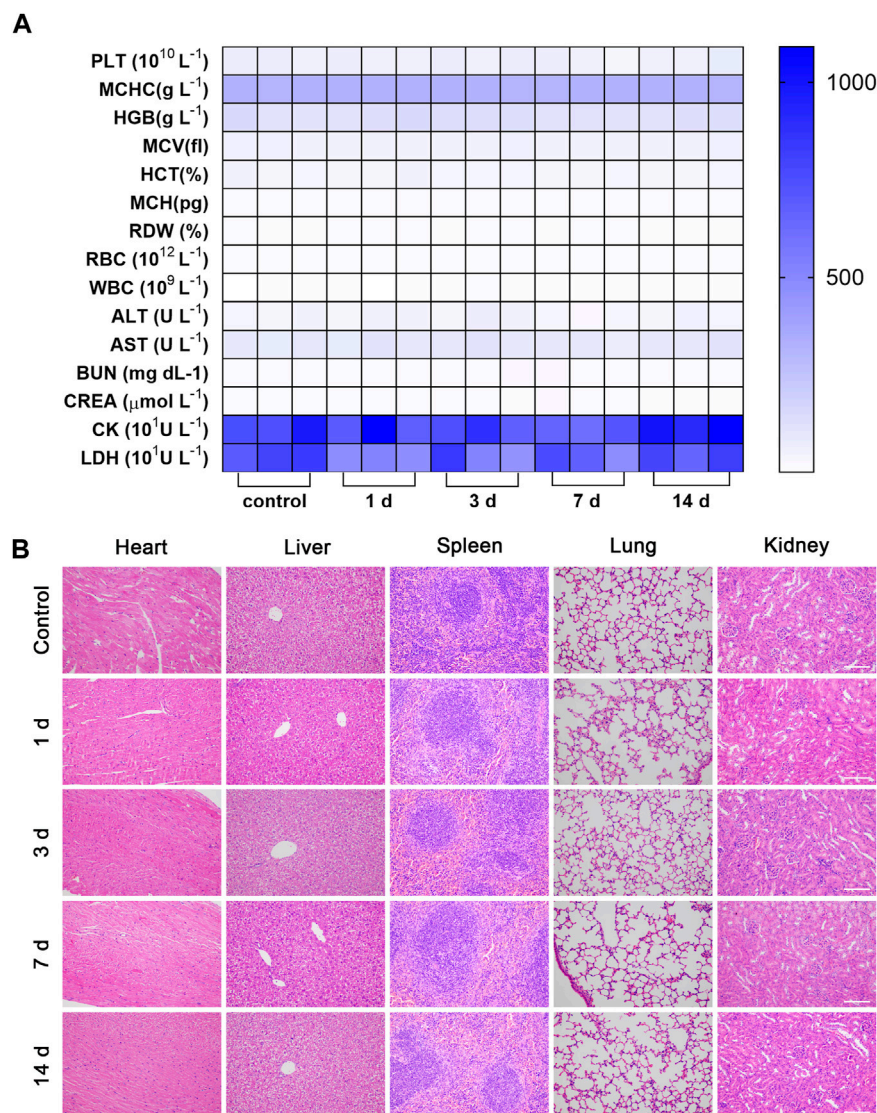 A
PLT (10¹⁰ L⁻¹)
MCHC(g L⁻¹)
HGB(g L⁻¹)
MCV(fl)
HCT(%)
MCH(pg)
RDW (%)
RBC (10¹² L⁻¹)
WBC (10⁹ L⁻¹)
ALT (U L⁻¹)
AST (U L⁻¹)
BUN (mg dL-1)
CREA (μmol L⁻¹)
CK (10¹U L⁻¹)
LDH (10¹U L⁻¹)
control 1 d 3 d 7 d 14 d
1000
500
B
Heart Liver Spleen Lung Kidney
Control
1 d
3 d
7 d
14 d